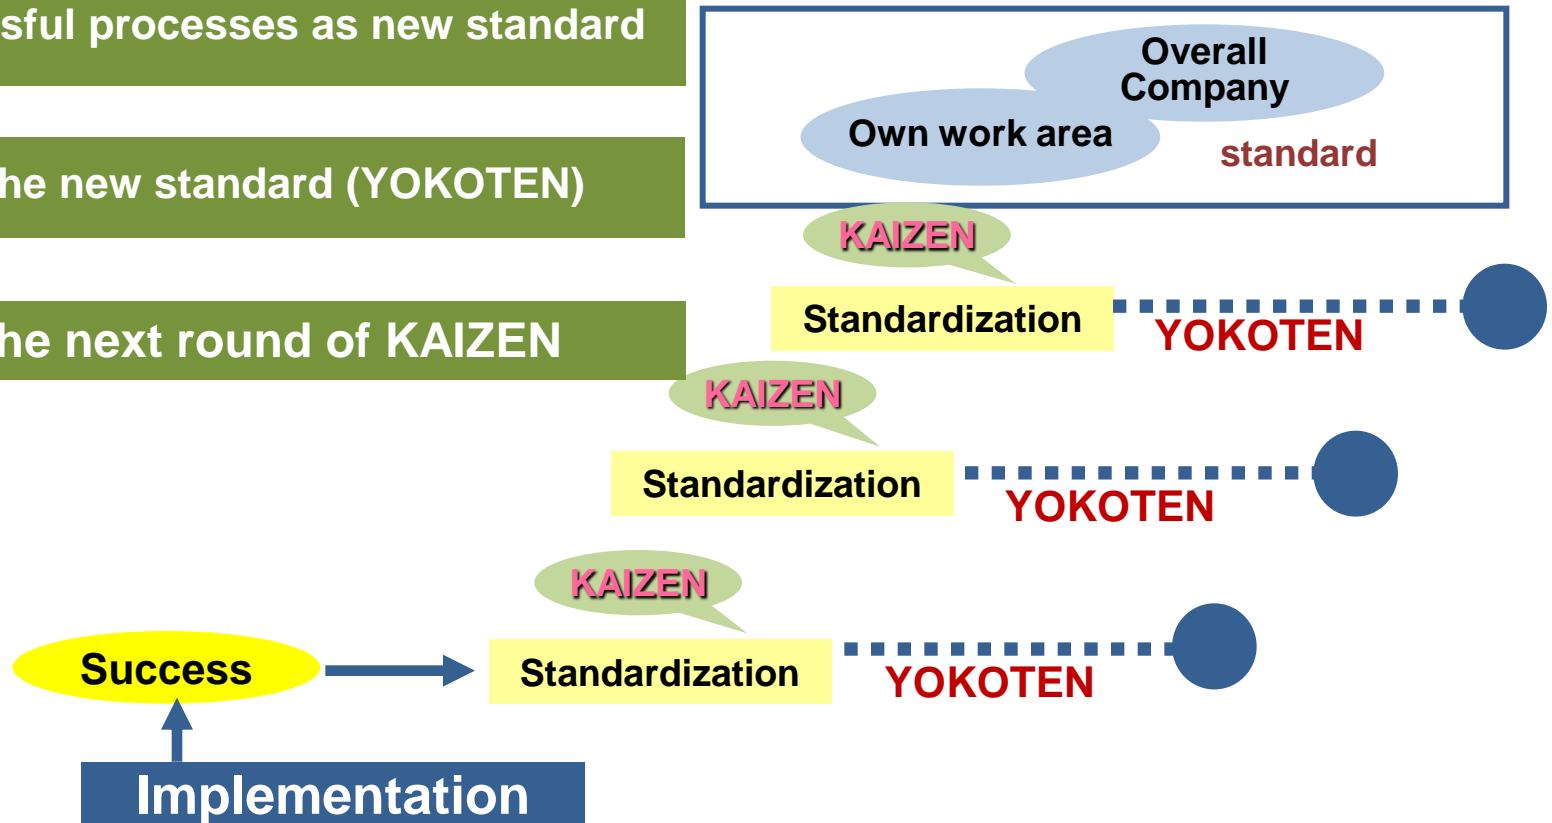 sful processes as new standard
he new standard (YOKOTEN)
he next round of KAIZEN
Overall
Company
Own work area
standard
KAIZEN
Standardization
YOKOTEN
KAIZEN
Standardization
YOKOTEN
KAIZEN
Success
Standardization
YOKOTEN
Implementation